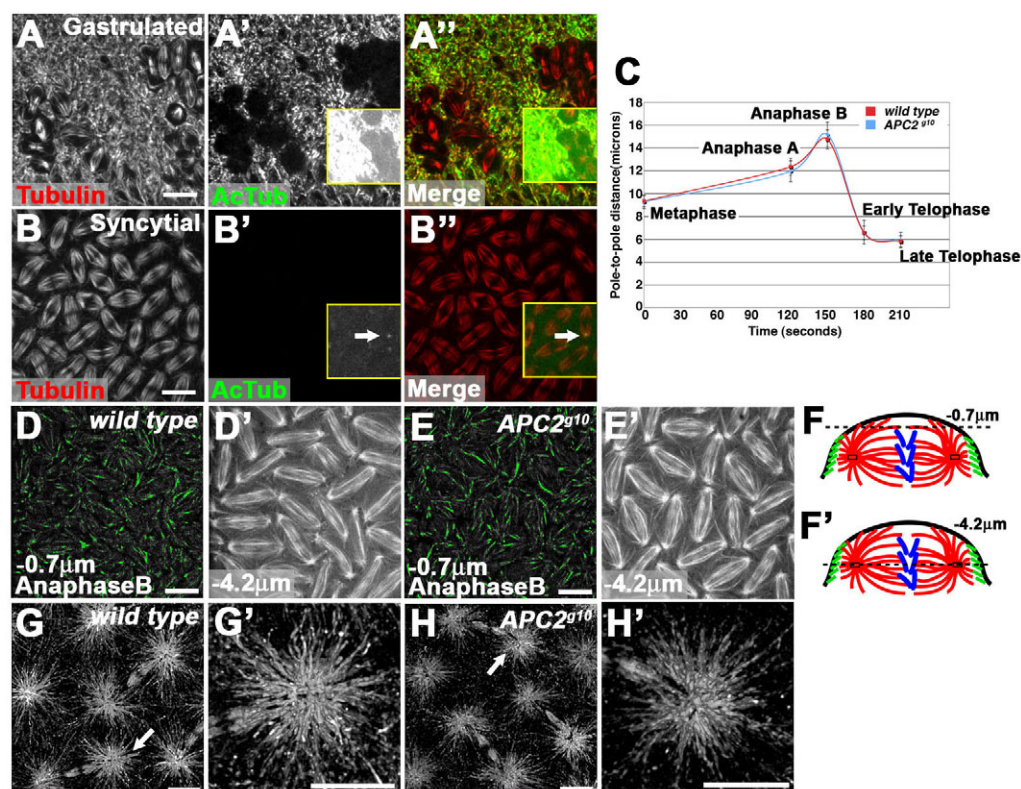 A Gastrulated
Tubulin
A'
AcTub
A''
Merge
B Syncytial
Tubulin
B'
AcTub
B''
Merge
C
wild type
APC2 g10
Pole-to-pole distance(microns)
18
16
14
12
10
8
6
4
2
0
Metaphase
Anaphase A
Anaphase B
Early Telophase
Late Telophase
0 30 60 90 120 150 180 210
Time (seconds)
D wild type
-0.7µm
AnaphaseB
D'
-4.2µm
E APC2g10
-0.7µm
AnaphaseB
E'
-4.2µm
F
-0.7µm
F'
-4.2µm
G wild type
G'
H APC2g10
H'